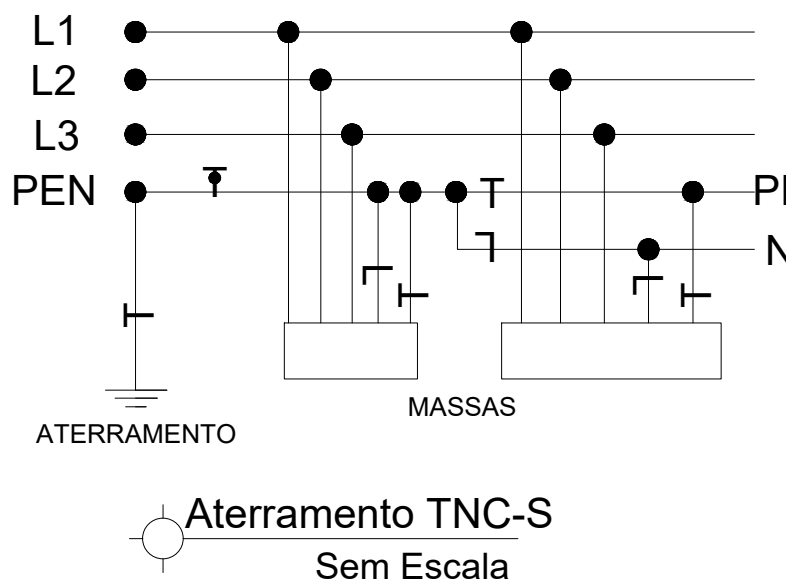 L1
L2
L3
PEN
ATERRAMENTO
MASSAS
Aterramento TNC-S
Sem Escala